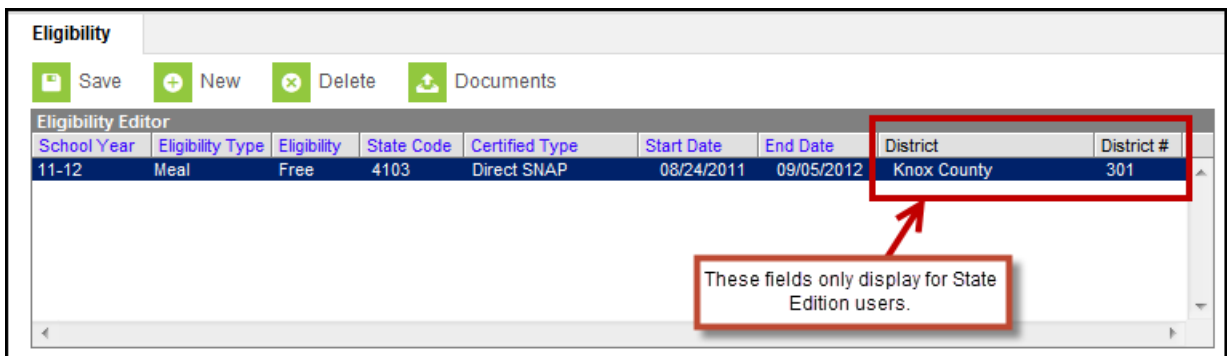 Eligibility
Save New Delete Documents
Eligibility Editor
School Year Eligibility Type Eligibility State Code Certified Type Start Date End Date District District #
11-12 Meal Free 4103 Direct SNAP 08/24/2011 09/05/2012 Knox County 301
These fields only display for State
Edition users.